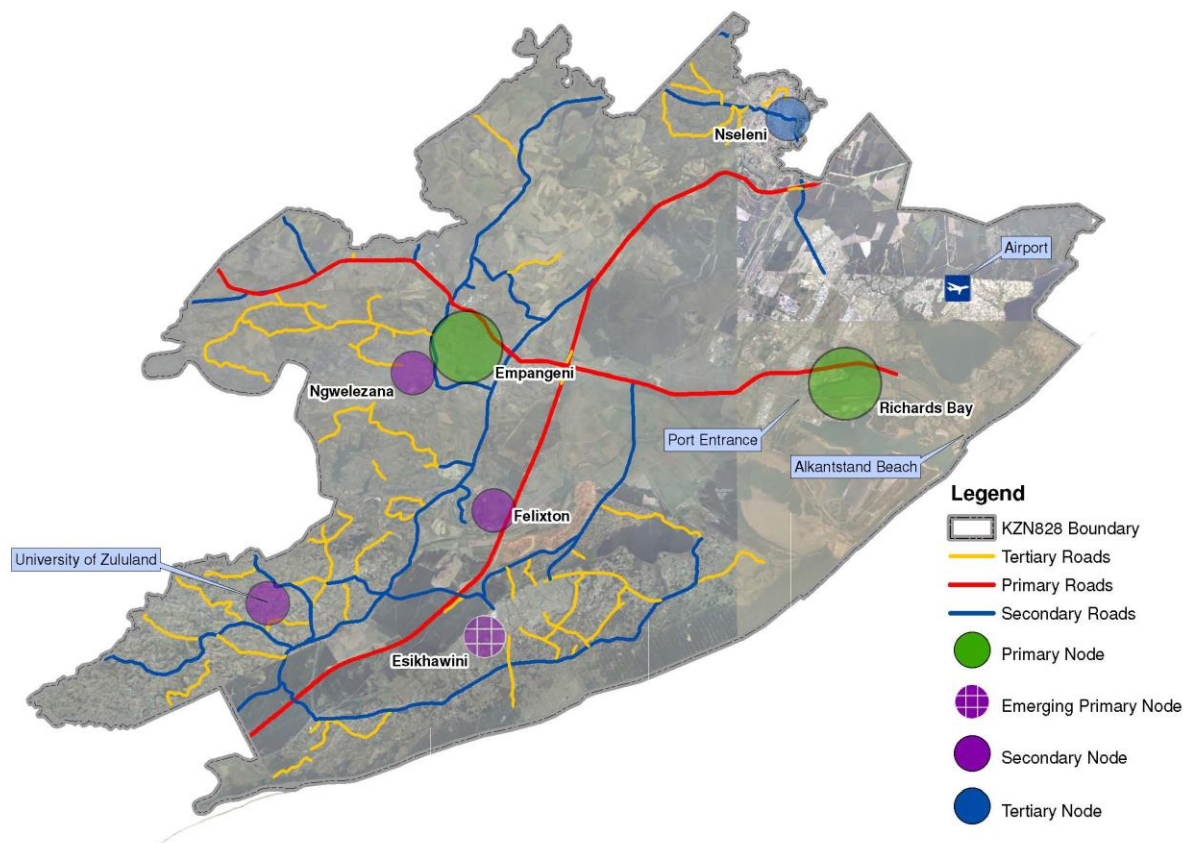 Nseleni
Airport
Empangeni
Ngwelezana
Richards Bay
Port Entrance
Alkantstand Beach
Felixton
University of Zululand
Esikhawini
Legend
KZN828 Boundary
Tertiary Roads
Primary Roads
Secondary Roads
Primary Node
Emerging Primary Node
Secondary Node
Tertiary Node